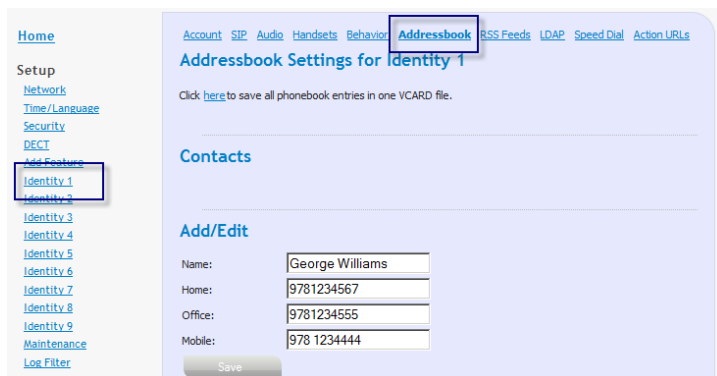 Home
Setup
Network
Time/Language
Security
DECT
Add Feature
Identity 1
Identity 2
Identity 3
Identity 4
Identity 5
Identity 6
Identity 7
Identity 8
Identity 9
Maintenance
Log Filter
Account SIP Audio Handsets Behavior Addressbook RSS Feeds LDAP Speed Dial Action URLs
Addressbook Settings for Identity 1
Click here to save all phonebook entries in one VCARD file.
Contacts
Add/Edit
Name: George Williams
Home: 9781234567
Office: 9781234555
Mobile: 978 1234444
Save